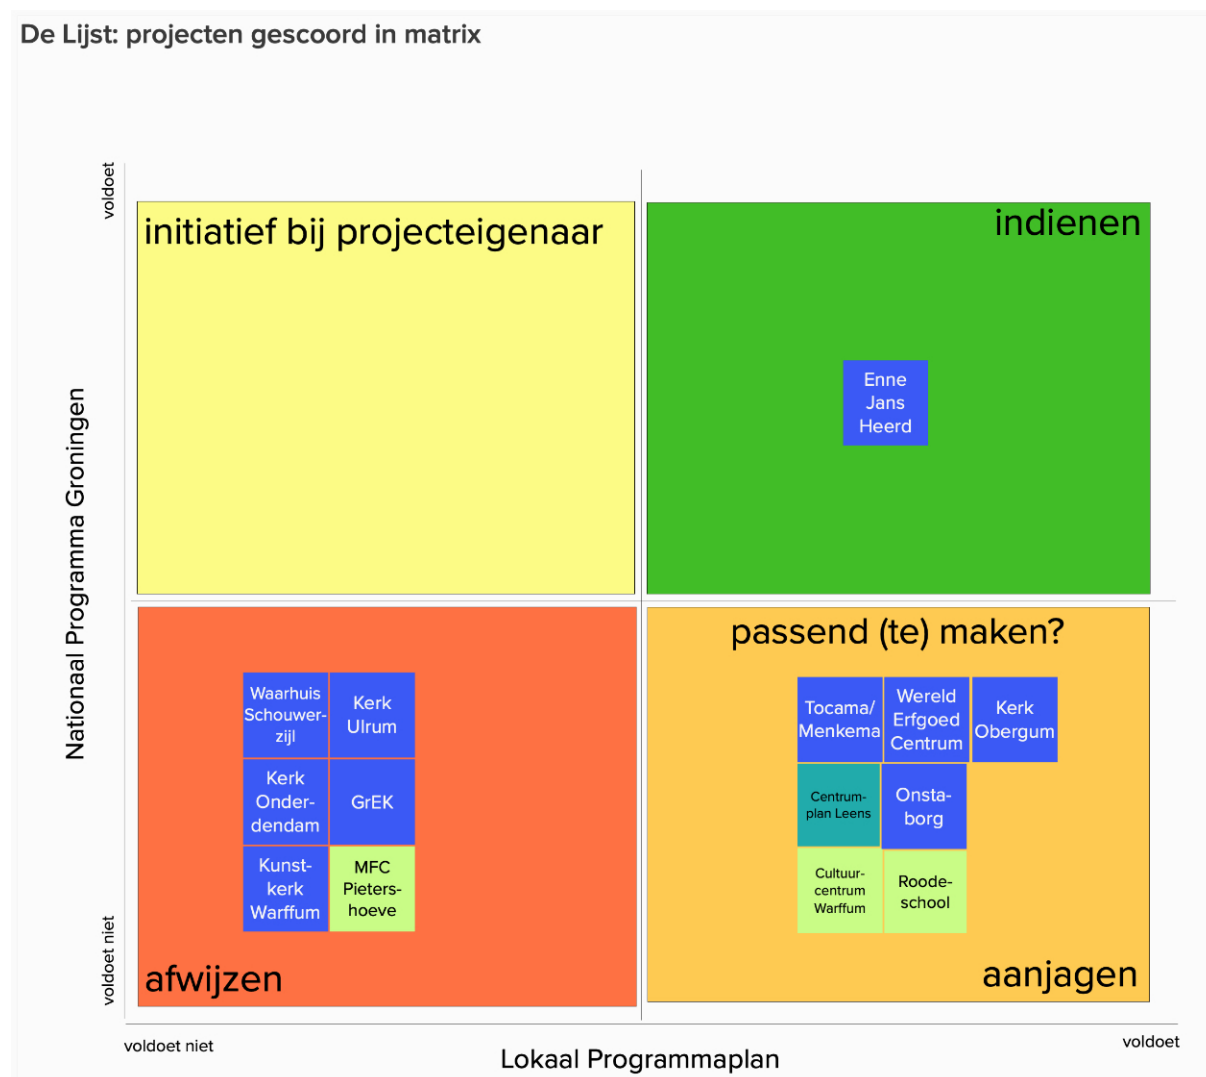 De Lijst: projecten gescoord in matrix
voldoet
Nationaal Programma Groningen
voldoet niet
initiatief bij projecteigenaar
indienen
Enne
Jans
Heerd
Waarhuis
Schouwer-
zijl
Kerk
Ulrum
Kerk
Onder-
dendam
GrEK
Kunst-
kerk
Warffum
MFC
Pieters-
hoeve
afwijzen
passend (te) maken?
Tocama/
Menkema
Wereld
Erfgoed
Centrum
Kerk
Obergum
Centrum-
plan Leens
Onsta-
borg
Cultuur-
centrum
Warffum
Roode-
school
aanjagen
voldoet niet
Lokaal Programmaplan
voldoet